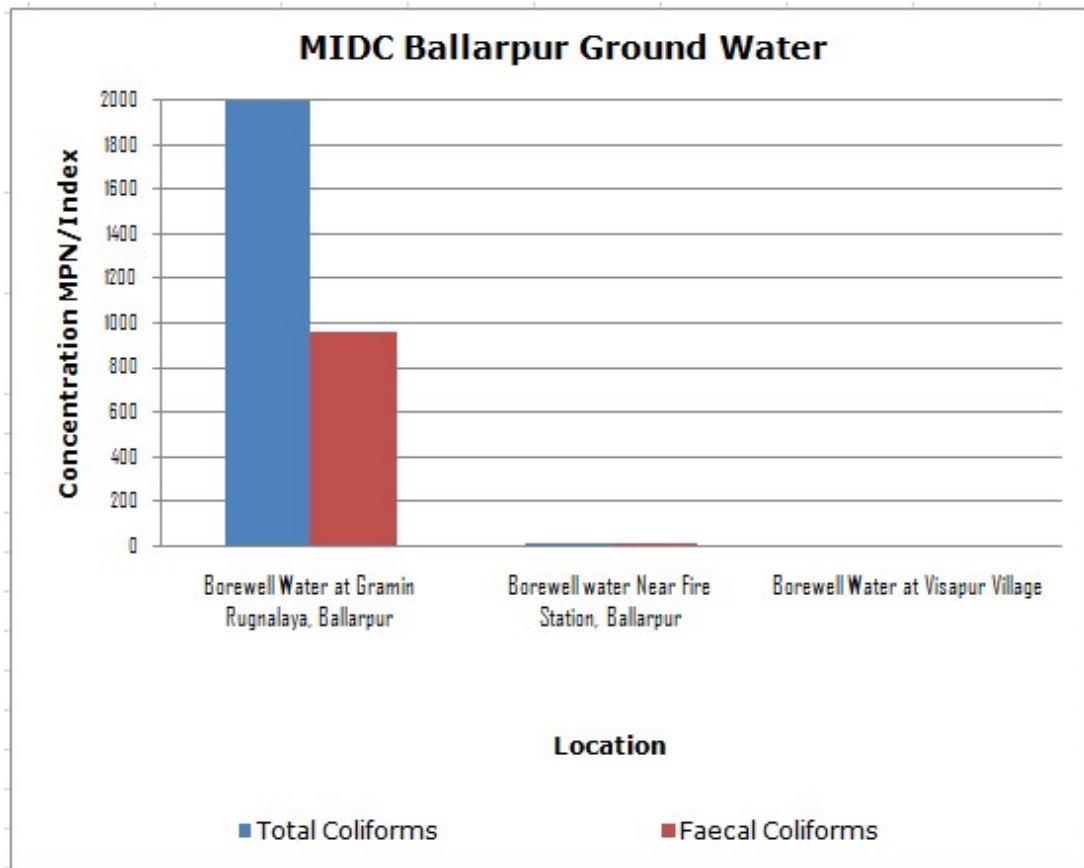 MIDC Ballarpur Ground Water
Concentration MPN/Index
2000
1800
1600
1400
1200
1000
800
600
400
200
0
Borewell Water at Gramin
Rugnalaya, Ballarpur
Borewell water Near Fire
Station, Ballarpur
Borewell Water at Visapur Village
Location
Total Coliforms
Faecal Coliforms